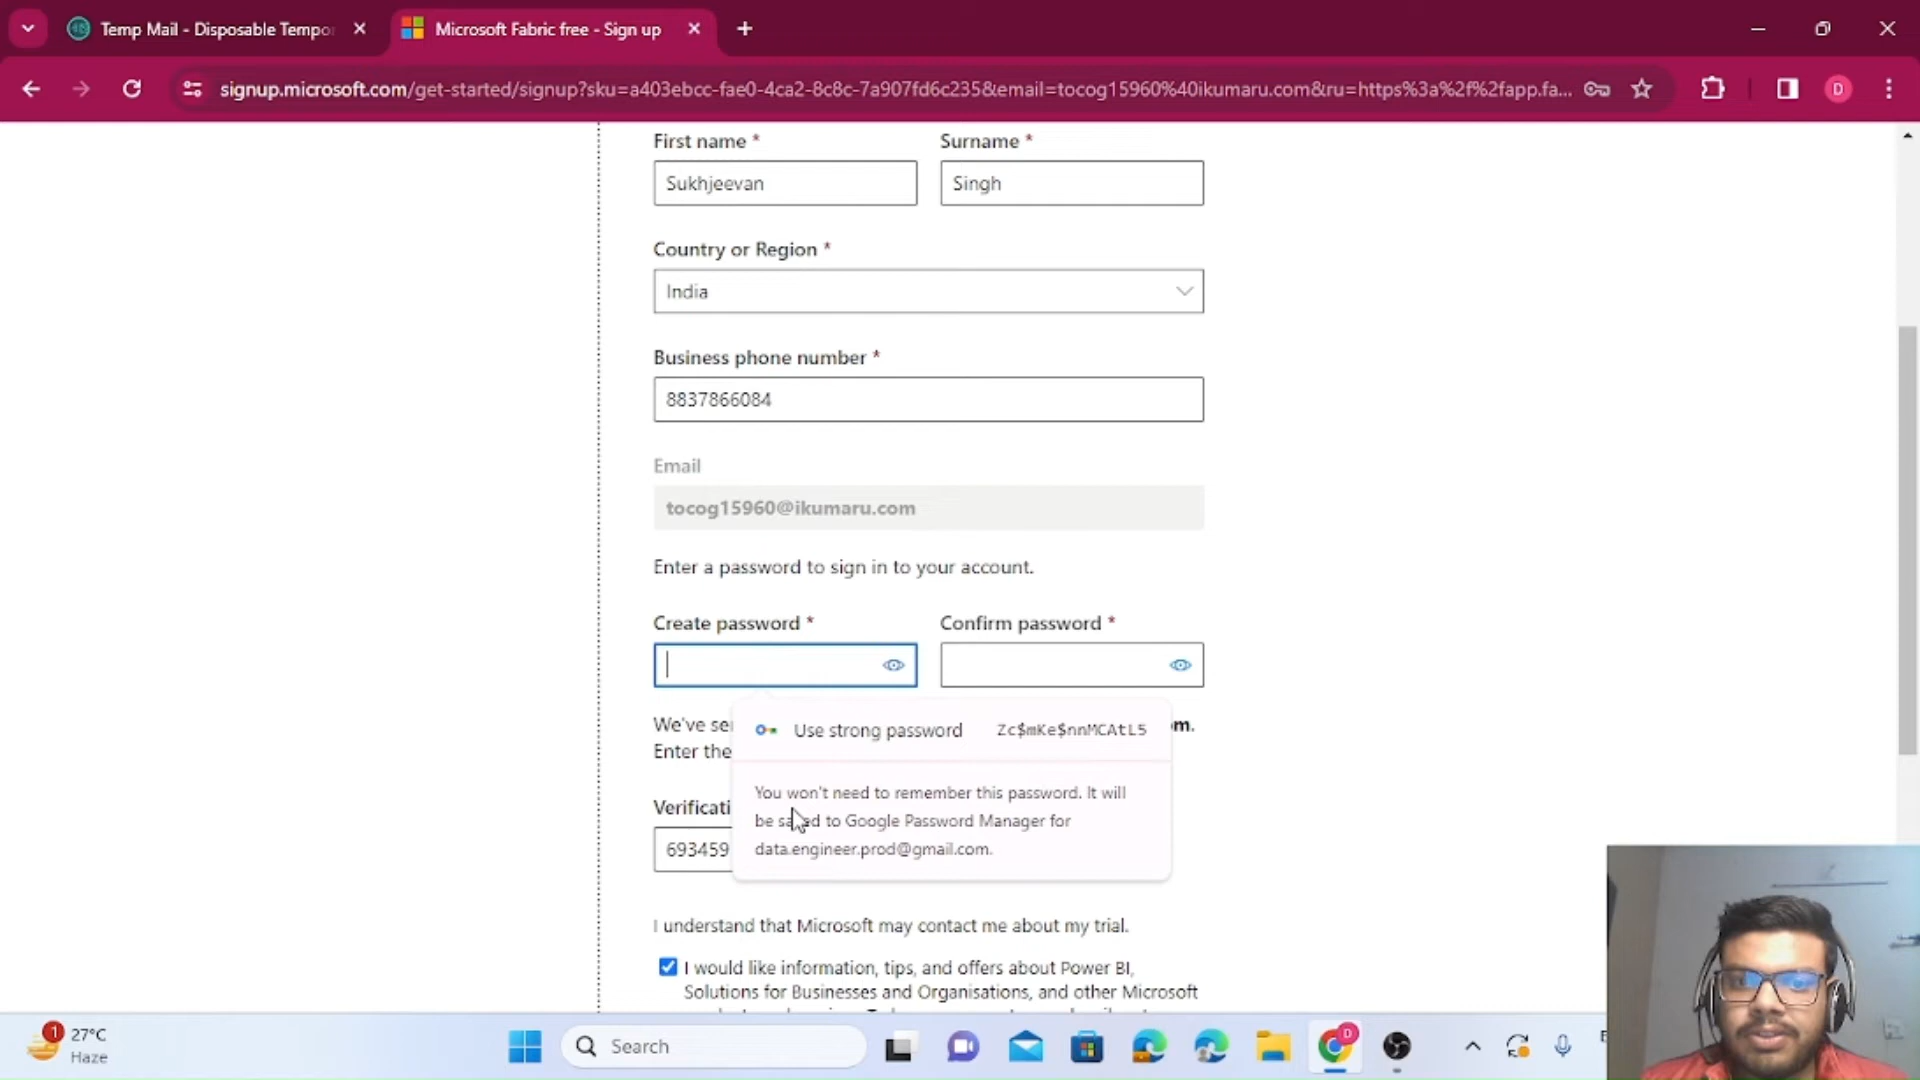 Temp Mail - Disposable Tempo
Microsoft Fabric free - Sign up
signup.microsoft.com/get-started/signup?sku=a403ebcc-fae0-4ca2-8c8c-7a907fd6c235&email=tocog15960%40ikumaru.com&ru=https%3a%2f%2fapp.fa...
D
First name *
Surname *
Sukhjeevan
Singh
Country or Region *
India
Business phone number *
8837866084
Email
tocog15960@ikumaru.com
Enter a password to sign in to your account.
Create password *
Confirm password *
We've se
m.
Enter the
Use strong password Zc$mKe$nnMCAtL5
You won't need to remember this password. It will
be saved to Google Password Manager for
data.engineer.prod@gmail.com.
Verificati
693459
I understand that Microsoft may contact me about my trial.
I would like information, tips, and offers about Power BI,
Solutions for Businesses and Organisations, and other Microsoft
1
27°C
Haze
Search
D